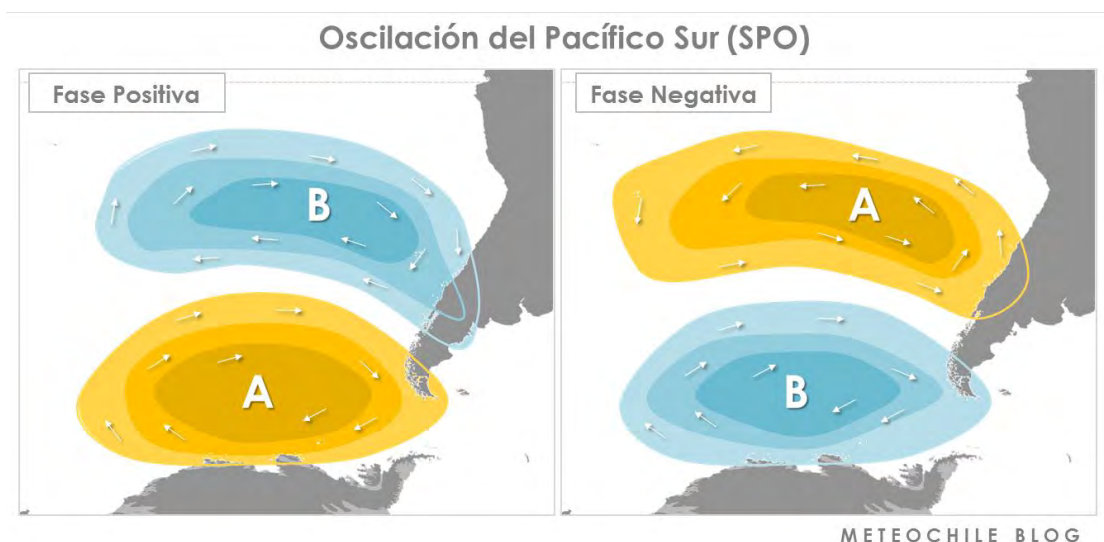 Oscilación del Pacífico Sur (SPO)
Fase Positiva
B
A
Fase Negativa
A
B
METEOCHILE BLOG